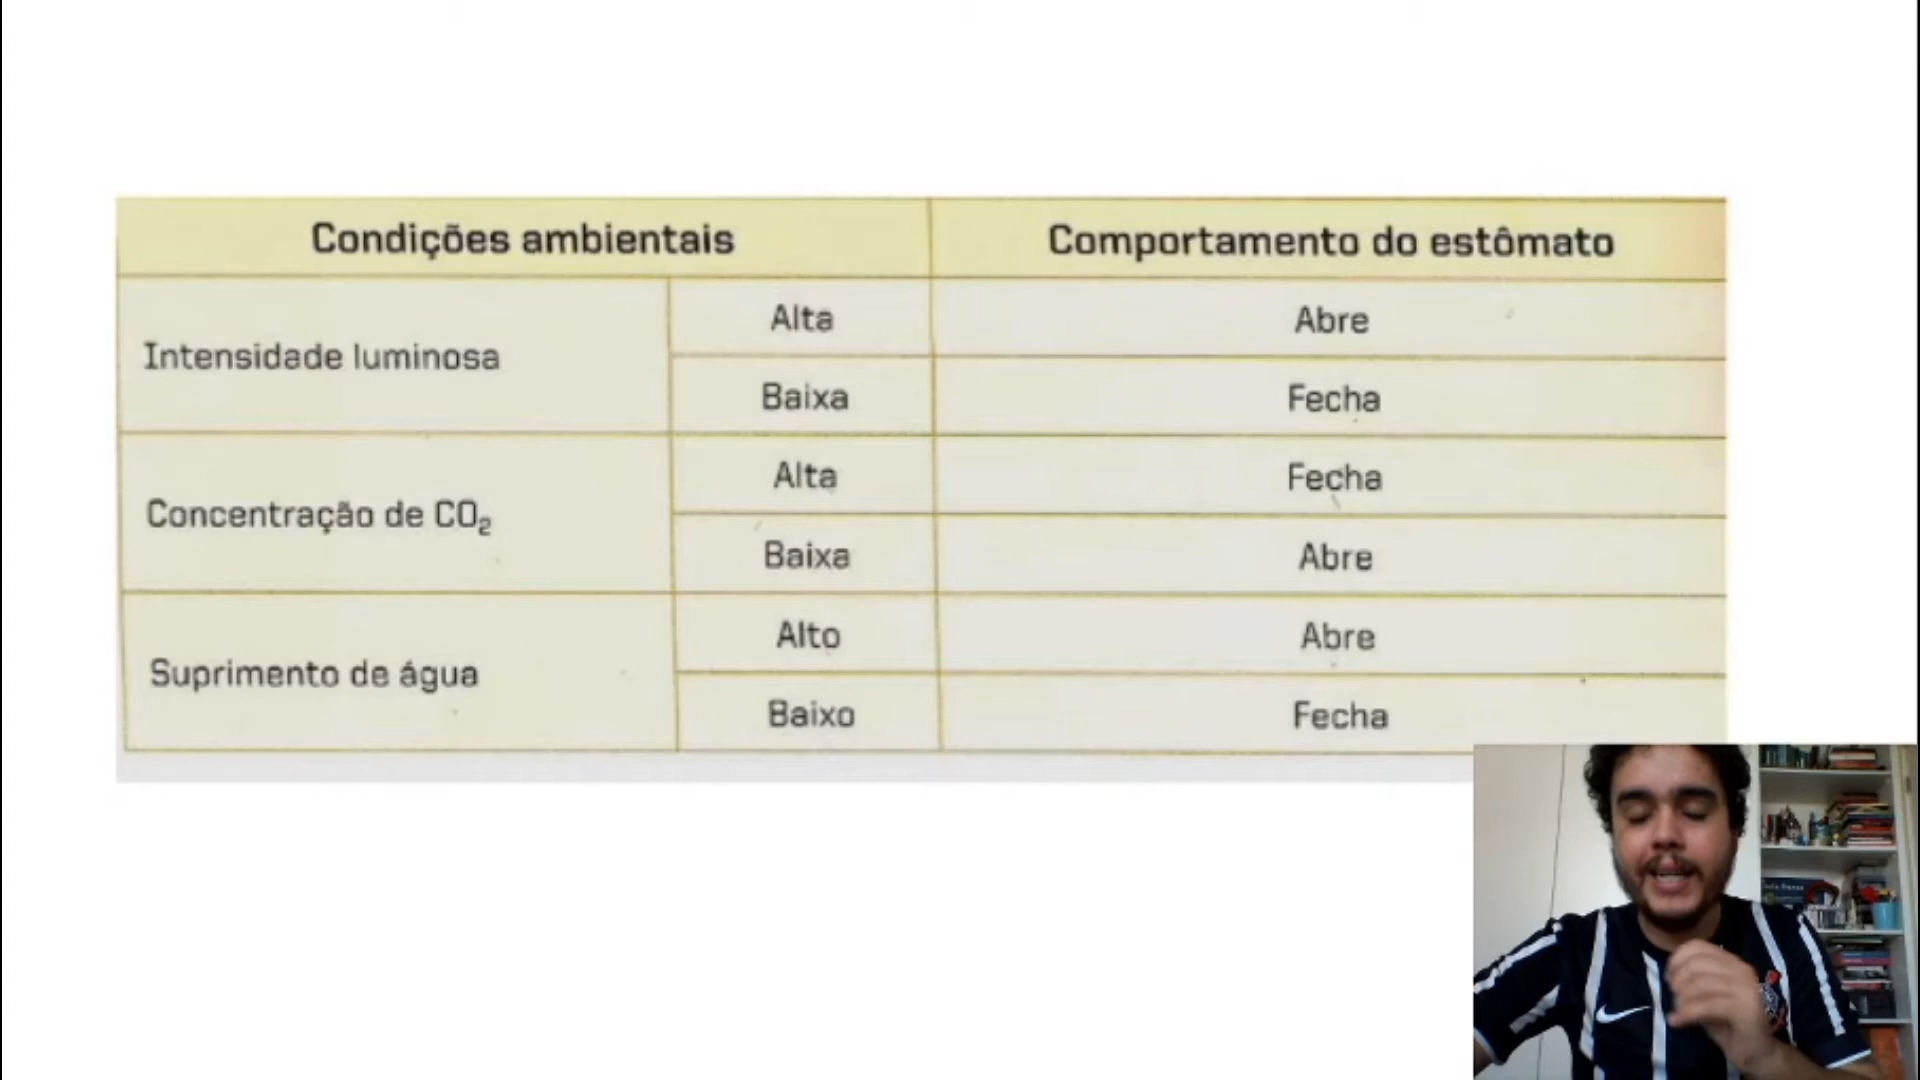 Condições ambientais Comportamento do estômato
Intensidade luminosa Alta Abre
Baixa Fecha
Concentração de CO₂ Alta Fecha
Baixa Abre
Suprimento de água Alto Abre
Baixo Fecha